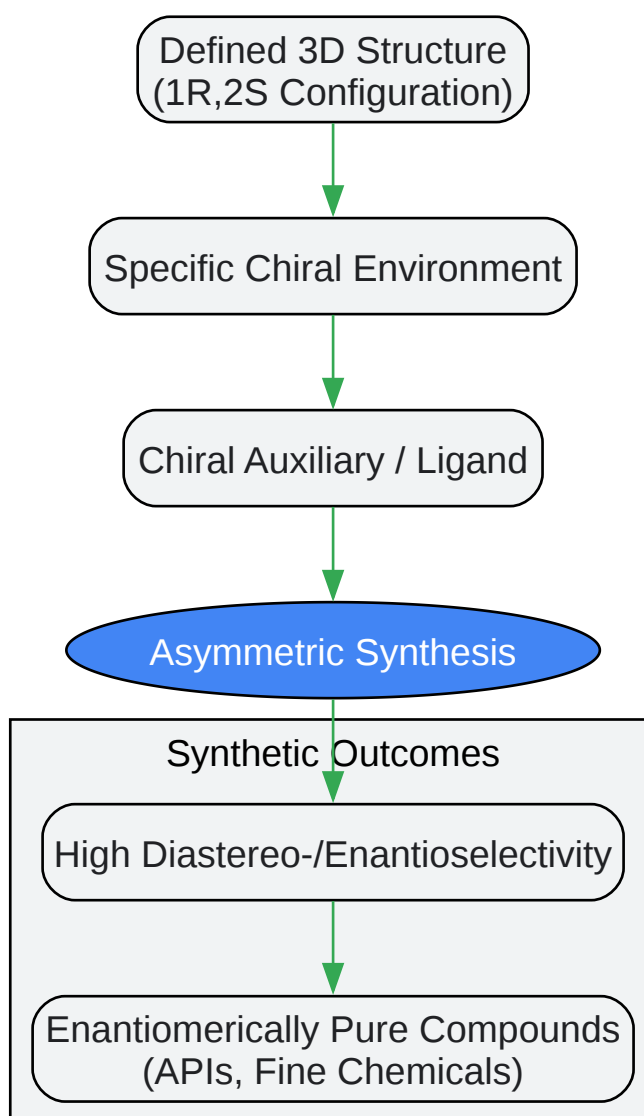 Defined 3D Structure
(1R,2S Configuration)
Specific Chiral Environment
Chiral Auxiliary / Ligand
Asymmetric Synthesis
Synthetic Outcomes
High Diastereo-/Enantioselectivity
Enantiomerically Pure Compounds
(APIs, Fine Chemicals)